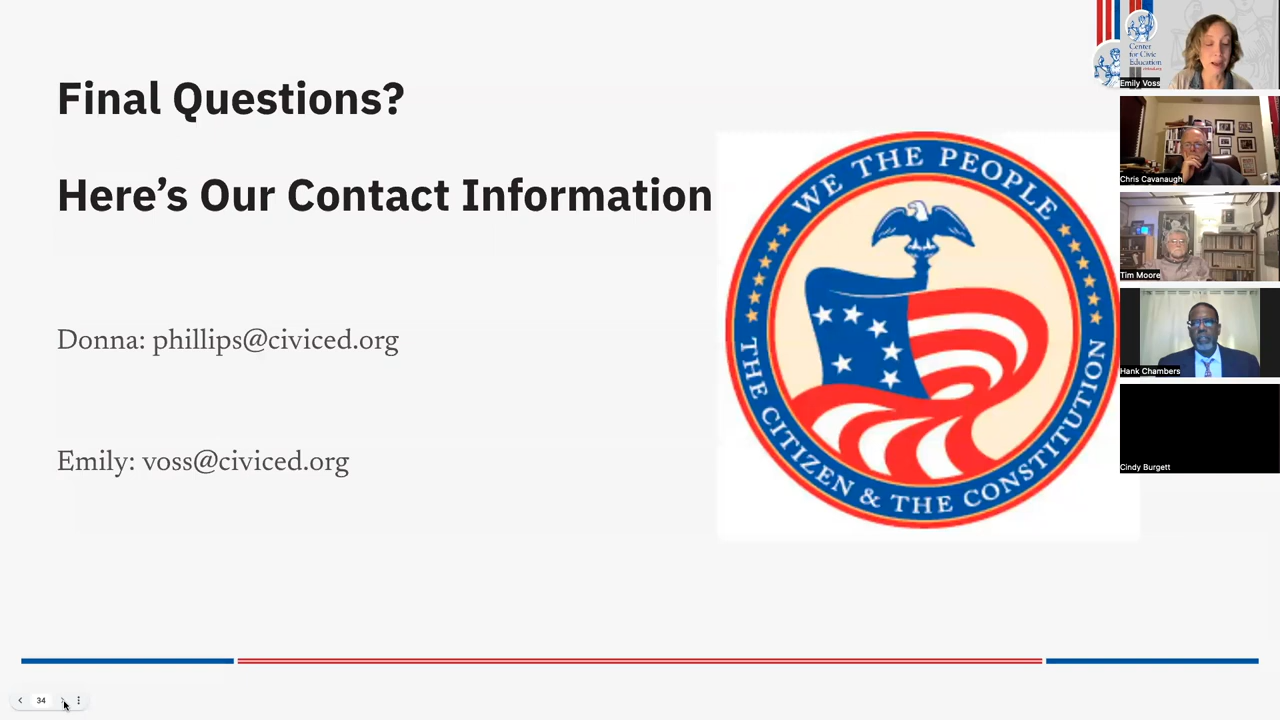 Final Questions?
Here’s Our Contact Information
Donna: phillips@civiced.org
Emily: voss@civiced.org
WE THE PEOPLE
THE CITIZEN & THE CONSTITUTION
Center
for Civic
Education
Emily Voss
Chris Cavanaugh
Tim Moore
Hank Chambers
Cindy Burgett
34